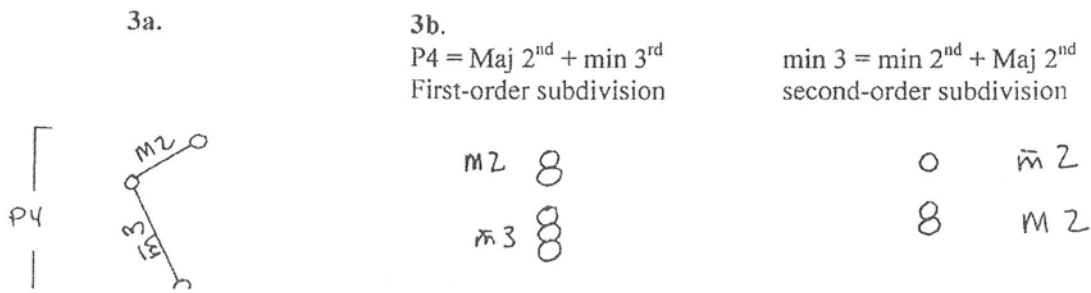 3a.
3b.
P4 = Maj 2nd + min 3rd
First-order subdivision
min 3 = min 2nd + Maj 2nd
second-order subdivision
P4
M2
m̄3
M2
m̄3
m̄2
M2